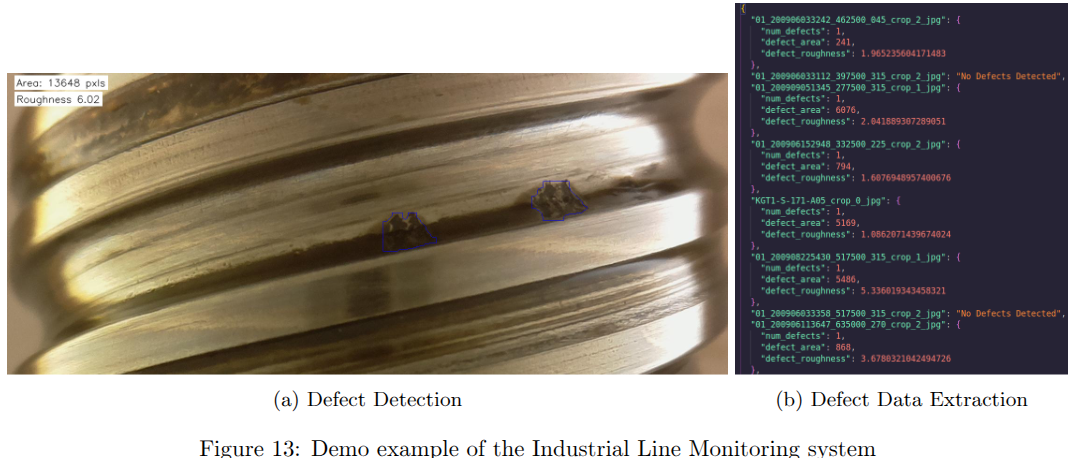 Area: 13648 pxls
Roughness 6.02
{
"01_200906033242_462500_045_crop_2_jpg": {
"num_defects": 1,
"defect_area": 241,
"defect_roughness": 1.965235604171483
},
"01_200906033112_397500_315_crop_2_jpg": "No Defects Detected",
"01_200909051345_277500_315_crop_1_jpg": {
"num_defects": 1,
"defect_area": 6076,
"defect_roughness": 2.041889307289051
},
"01_200906152948_332500_225_crop_2_jpg": {
"num_defects": 1,
"defect_area": 794,
"defect_roughness": 1.6076948957400676
},
"KGT1-S-171-A05_crop_0_jpg": {
"num_defects": 1,
"defect_area": 5169,
"defect_roughness": 1.0862071439674024
},
"01_200908225430_517500_315_crop_1_jpg": {
"num_defects": 1,
"defect_area": 5486,
"defect_roughness": 5.336019343458321
},
"01_200906033358_517500_315_crop_2_jpg": "No Defects Detected",
"01_200906113647_635000_270_crop_2_jpg": {
"num_defects": 1,
"defect_area": 868,
"defect_roughness": 3.6780321042494726
},
(a) Defect Detection
(b) Defect Data Extraction
Figure 13: Demo example of the Industrial Line Monitoring system